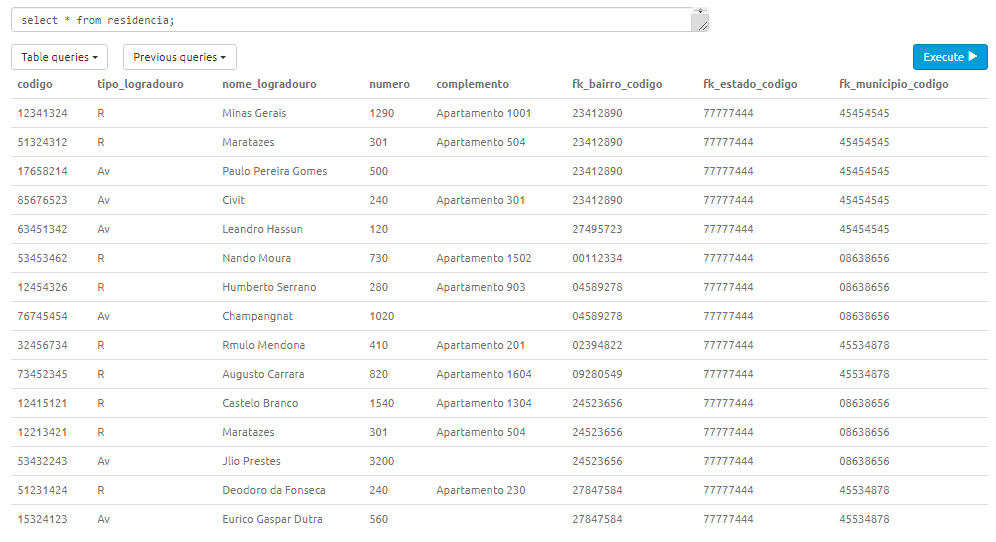 select * from residencia;
Table queries Previous queries Execute
codigo tipo_logradouro nome_logradouro numero complemento fk_bairro_codigo fk_estado_codigo fk_municipio_codigo
12341324 R Minas Gerais 1290 Apartamento 1001 23412890 77777444 45454545
51324312 R Maratazes 301 Apartamento 504 23412890 77777444 45454545
17658214 Av Paulo Pereira Gomes 500 23412890 77777444 45454545
85676523 Av Civit 240 Apartamento 301 23412890 77777444 45454545
63451342 Av Leandro Hassun 120 27495723 77777444 45454545
53453462 R Nando Moura 730 Apartamento 1502 00112334 77777444 08638656
12454326 R Humberto Serrano 280 Apartamento 903 04589278 77777444 08638656
76745454 Av Champangnat 1020 04589278 77777444 08638656
32456734 R Rmulo Mendona 410 Apartamento 201 02394822 77777444 45534878
73452345 R Augusto Carrara 820 Apartamento 1604 09280549 77777444 45534878
12415121 R Castelo Branco 1540 Apartamento 1304 24523656 77777444 08638656
12213421 R Maratazes 301 Apartamento 504 24523656 77777444 08638656
53432243 Av Jlio Prestes 3200 24523656 77777444 08638656
51231424 R Deodoro da Fonseca 240 Apartamento 230 27847584 77777444 45534878
15324123 Av Eurico Gaspar Dutra 560 27847584 77777444 45534878